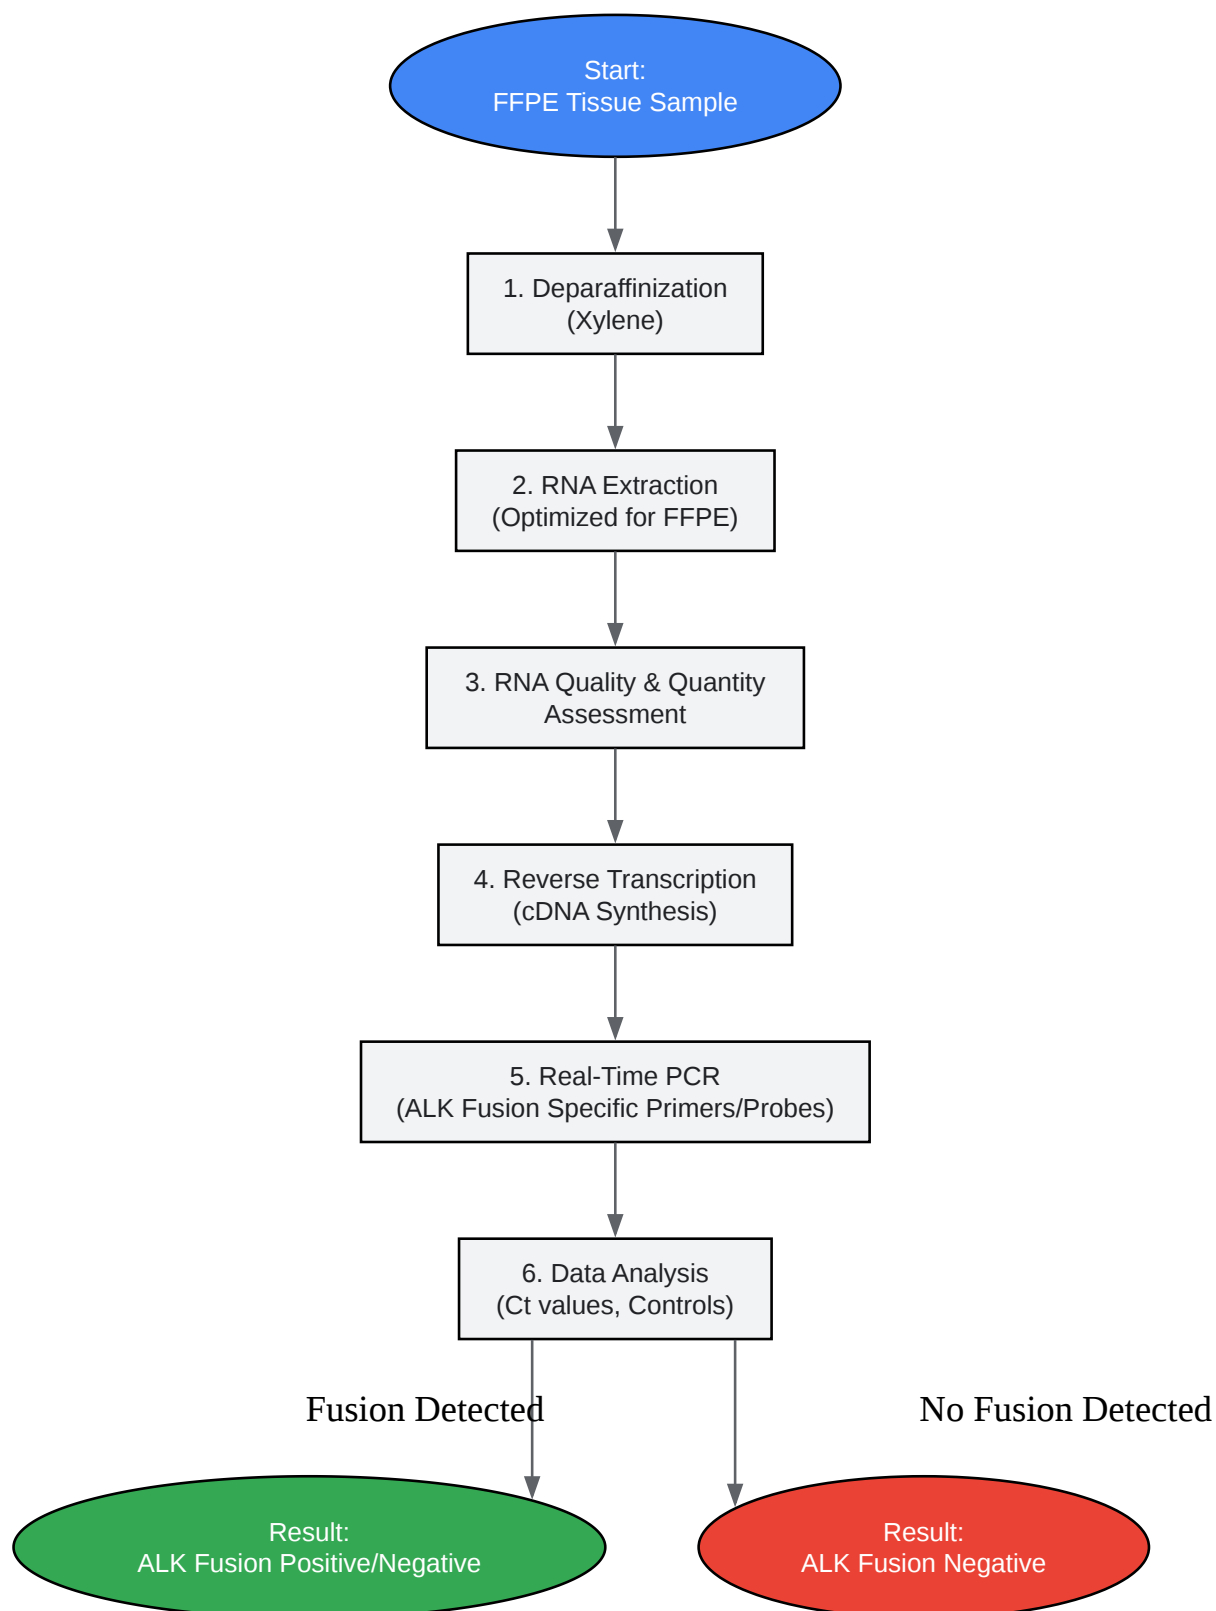 Start:
FFPE Tissue Sample
1. Deparaffinization
(Xylene)
2. RNA Extraction
(Optimized for FFPE)
3. RNA Quality & Quantity
Assessment
4. Reverse Transcription
(cDNA Synthesis)
5. Real-Time PCR
(ALK Fusion Specific Primers/Probes)
6. Data Analysis
(Ct values, Controls)
Fusion Detected
No Fusion Detected
Result:
ALK Fusion Positive/Negative
Result:
ALK Fusion Negative